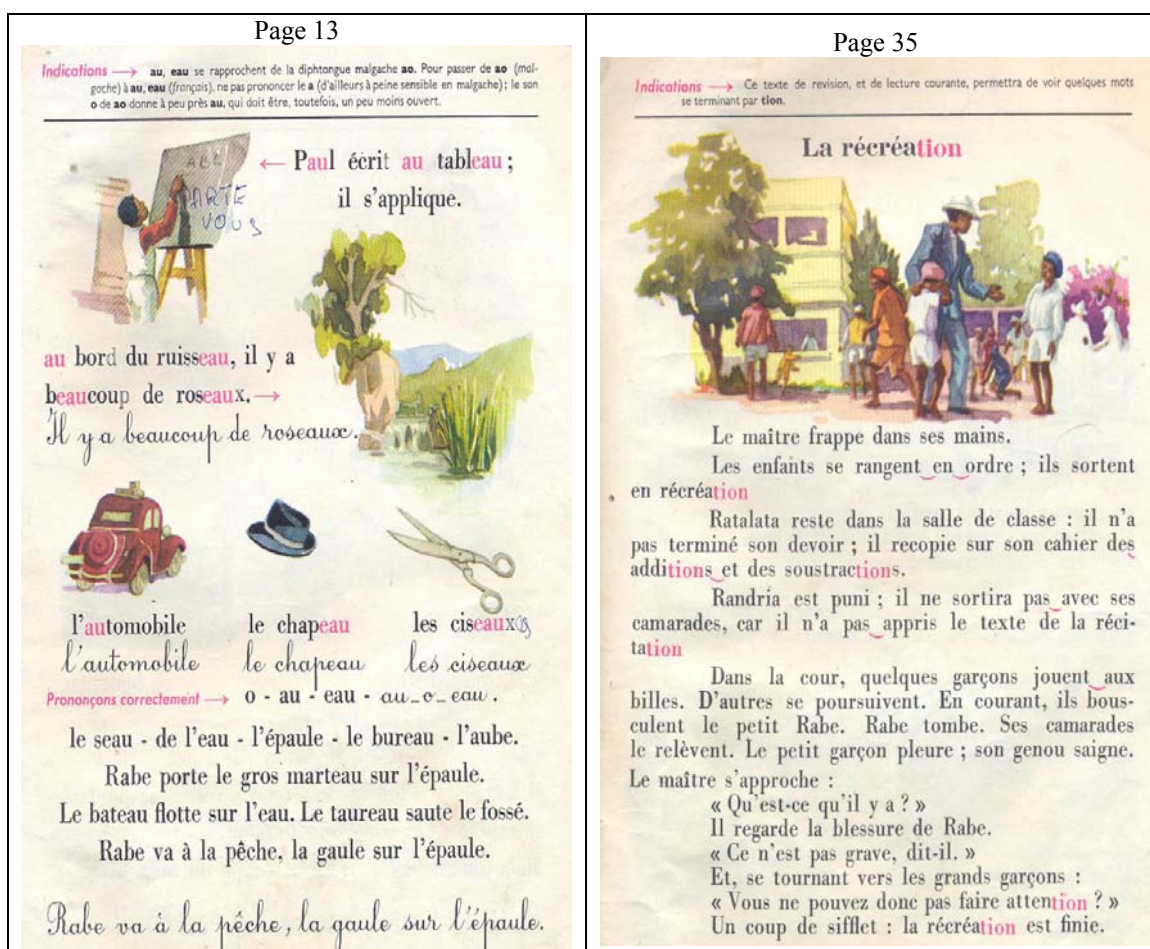 Page 13
Indications → au, eau se rapprochent de la diphtongue malgache ao. Pour passer de ao (mal-
gache) à au, eau (français), ne pas prononcer le a (d'ailleurs à peine sensible en malgache) ; le son
o de ao donne à peu près au, qui doit être, toutefois, un peu moins ouvert.
ABC
PARTE
VOUS
← Paul écrit au tableau ;
il s'applique.
au bord du ruisseau, il y a
beaucoup de roseaux. →
Il y a beaucoup de roseaux.
l'automobile le chapeau les ciseaux
l'automobile le chapeau les ciseaux
Prononçons correctement → o - au - eau - au - o - eau.
le seau - de l'eau - l'épaule - le bureau - l'aube.
Rabe porte le gros marteau sur l'épaule.
Le bateau flotte sur l'eau. Le taureau saute le fossé.
Rabe va à la pêche, la gaule sur l'épaule.
Rabe va à la pêche, la gaule sur l'épaule.
Page 35
Indications → Ce texte de revision, et de lecture courante, permettra de voir quelques mots
se terminant par tion.
La récréation
Le maître frappe dans ses mains.
Les enfants se rangent en ordre ; ils sortent
en récréation
Ratalata reste dans la salle de classe : il n'a
pas terminé son devoir ; il recopie sur son cahier des
additions et des soustractions.
Randria est puni ; il ne sortira pas avec ses
camarades, car il n'a pas appris le texte de la réci-
tation
Dans la cour, quelques garçons jouent aux
billes. D'autres se poursuivent. En courant, ils bous-
culent le petit Rabe. Rabe tombe. Ses camarades
le relèvent. Le petit garçon pleure ; son genou saigne.
Le maître s'approche :
« Qu'est-ce qu'il y a ? »
Il regarde la blessure de Rabe.
« Ce n'est pas grave, dit-il. »
Et, se tournant vers les grands garçons :
« Vous ne pouvez donc pas faire attention ? »
Un coup de sifflet : la récréation est finie.